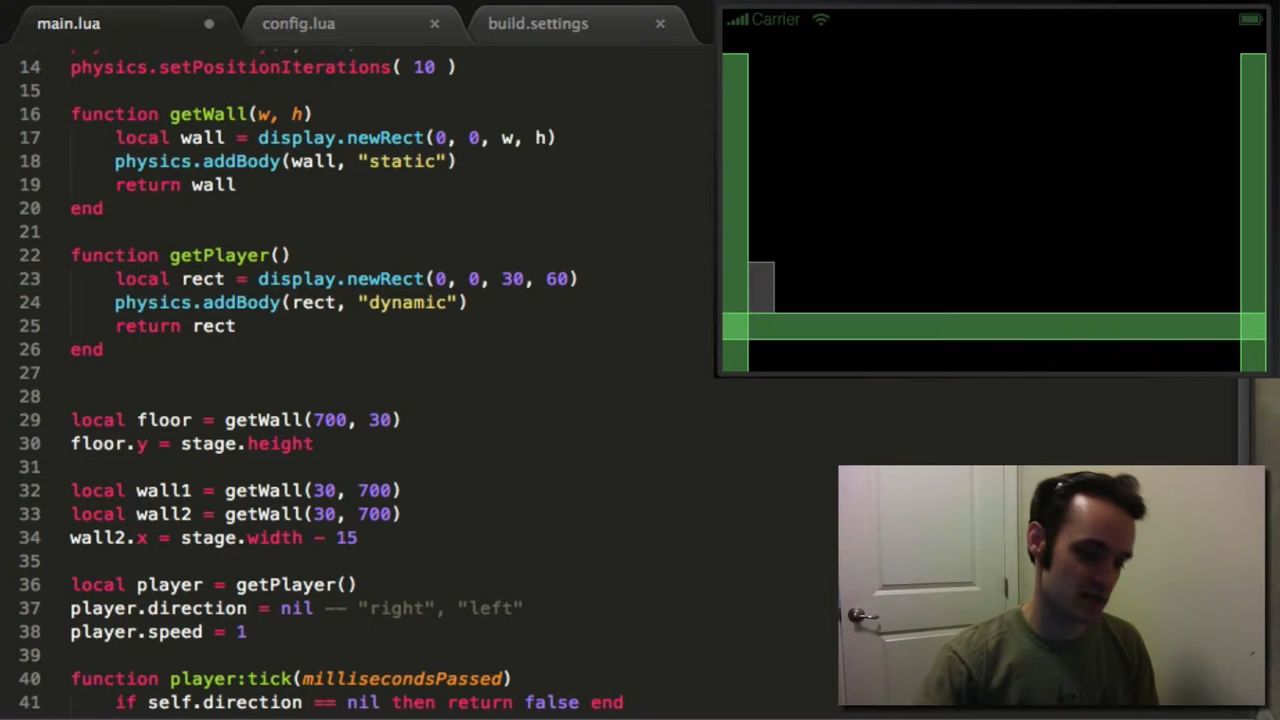 main.lua config.lua × build.settings ×
Carrier
14 physics.setPositionIterations( 10 )
15
16 function getWall(w, h)
17 local wall = display.newRect(0, 0, w, h)
18 physics.addBody(wall, "static")
19 return wall
20 end
21
22 function getPlayer()
23 local rect = display.newRect(0, 0, 30, 60)
24 physics.addBody(rect, "dynamic")
25 return rect
26 end
27
28
29 local floor = getWall(700, 30)
30 floor.y = stage.height
31
32 local wall1 = getWall(30, 700)
33 local wall2 = getWall(30, 700)
34 wall2.x = stage.width - 15
35
36 local player = getPlayer()
37 player.direction = nil -- "right", "left"
38 player.speed = 1
39
40 function player:tick(millisecondsPassed)
41 if self.direction == nil then return false end